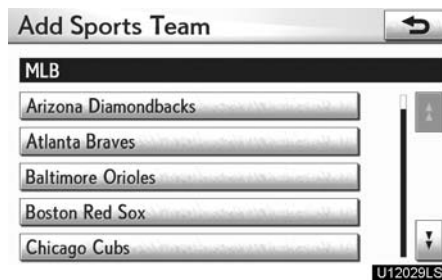 Add Sports Team
MLB
Arizona Diamondbacks
Atlanta Braves
Baltimore Orioles
Boston Red Sox
Chicago Cubs
U12029LS